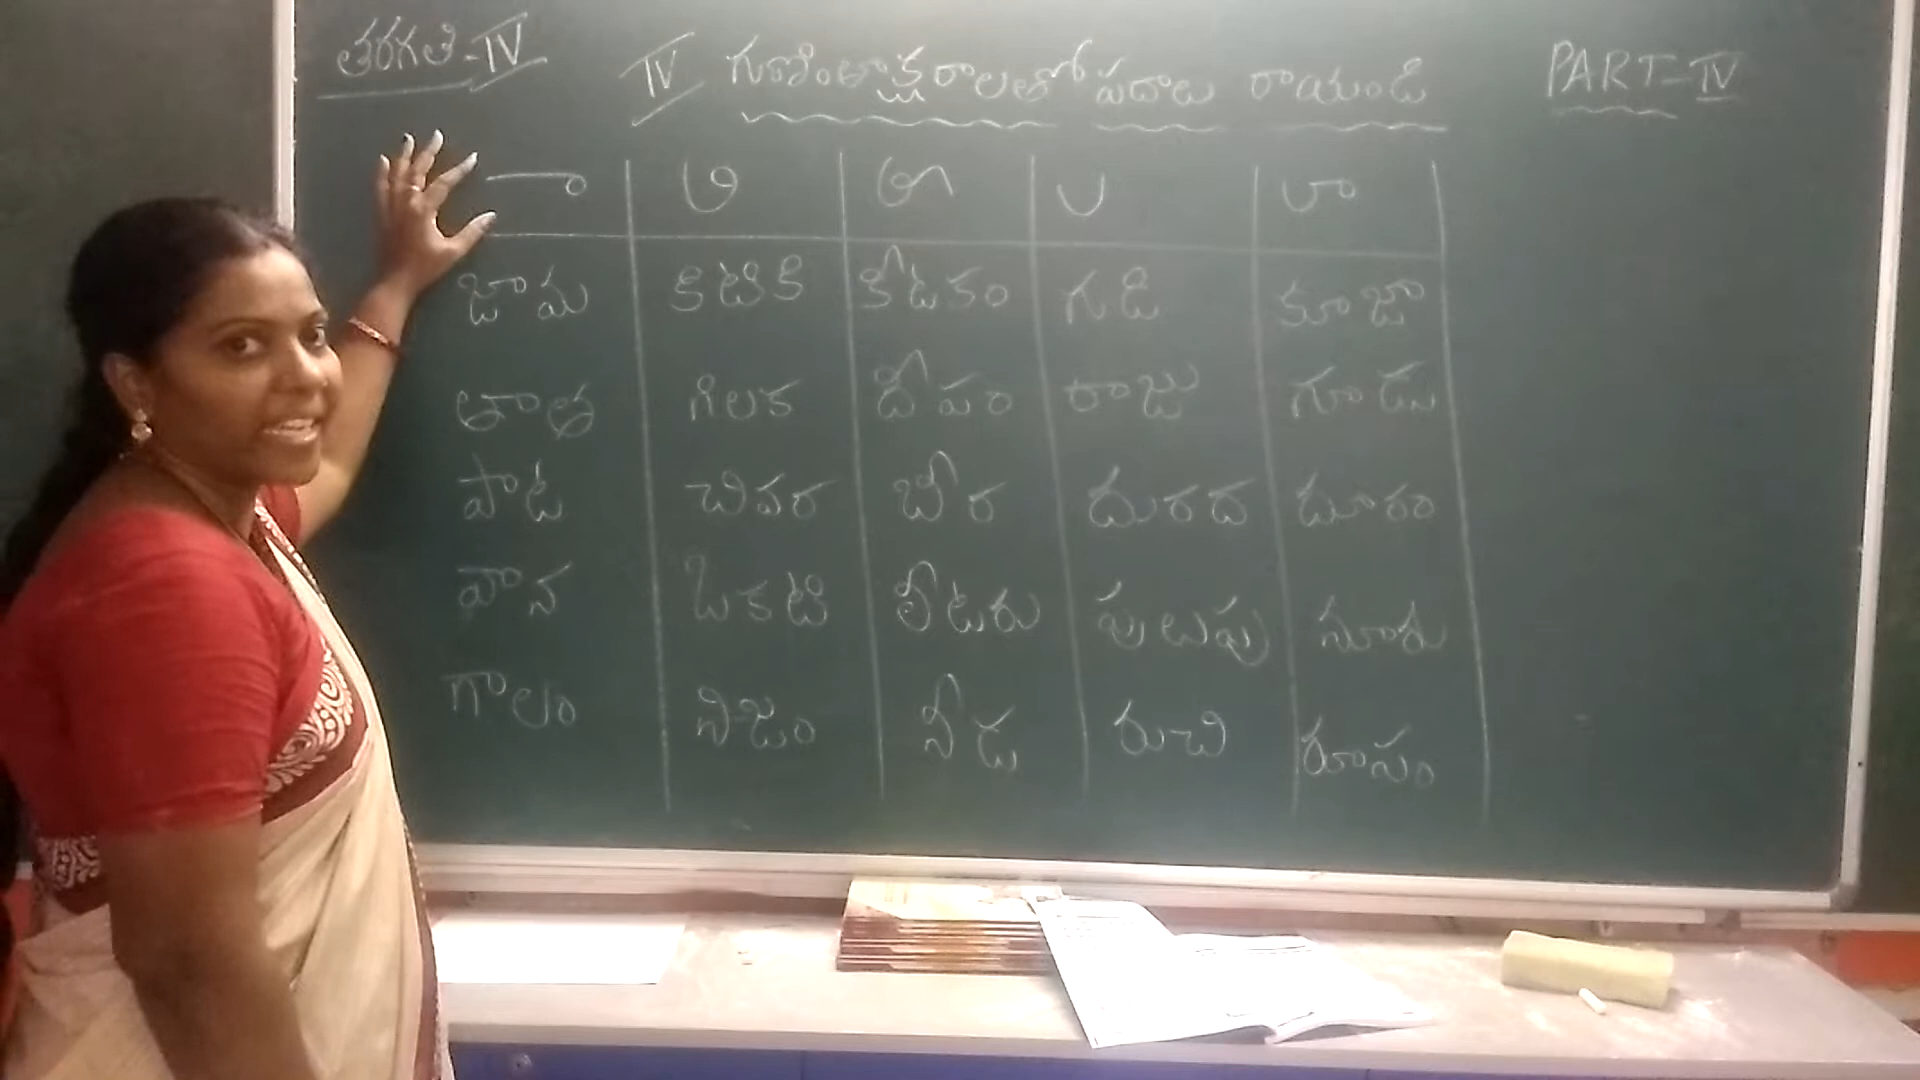 తరగతి-IV
IV గుణింతాక్షరాలతో పదాలు రాయండి
PART-IV
ా ి ీ ు ూ
జామ కిటికి కీటకం గుడి కూజా
తాత గిలక దీపం రాజు గూడు
పాట చివర బీర దురద దూరం
వాన ఒకటి లీటరు పులుపు నూరు
గాలం నిజం నీడ రుచి రూసం